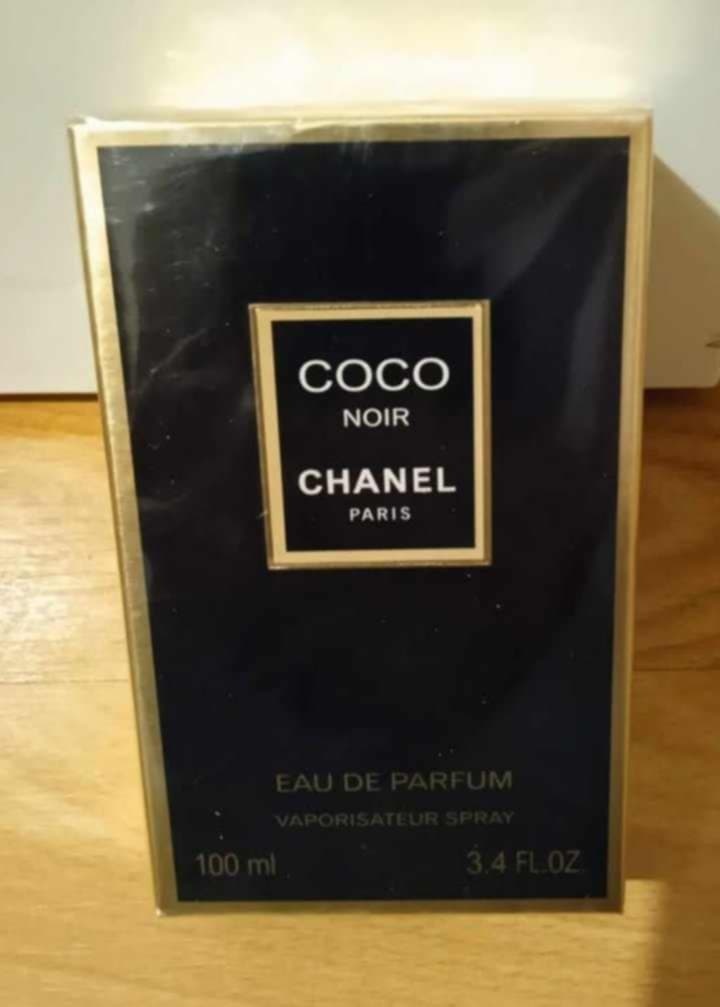 COCO
NOIR
CHANEL
PARIS
EAU DE PARFUM
VAPORISATEUR SPRAY
100 ml 3.4 FL.OZ.